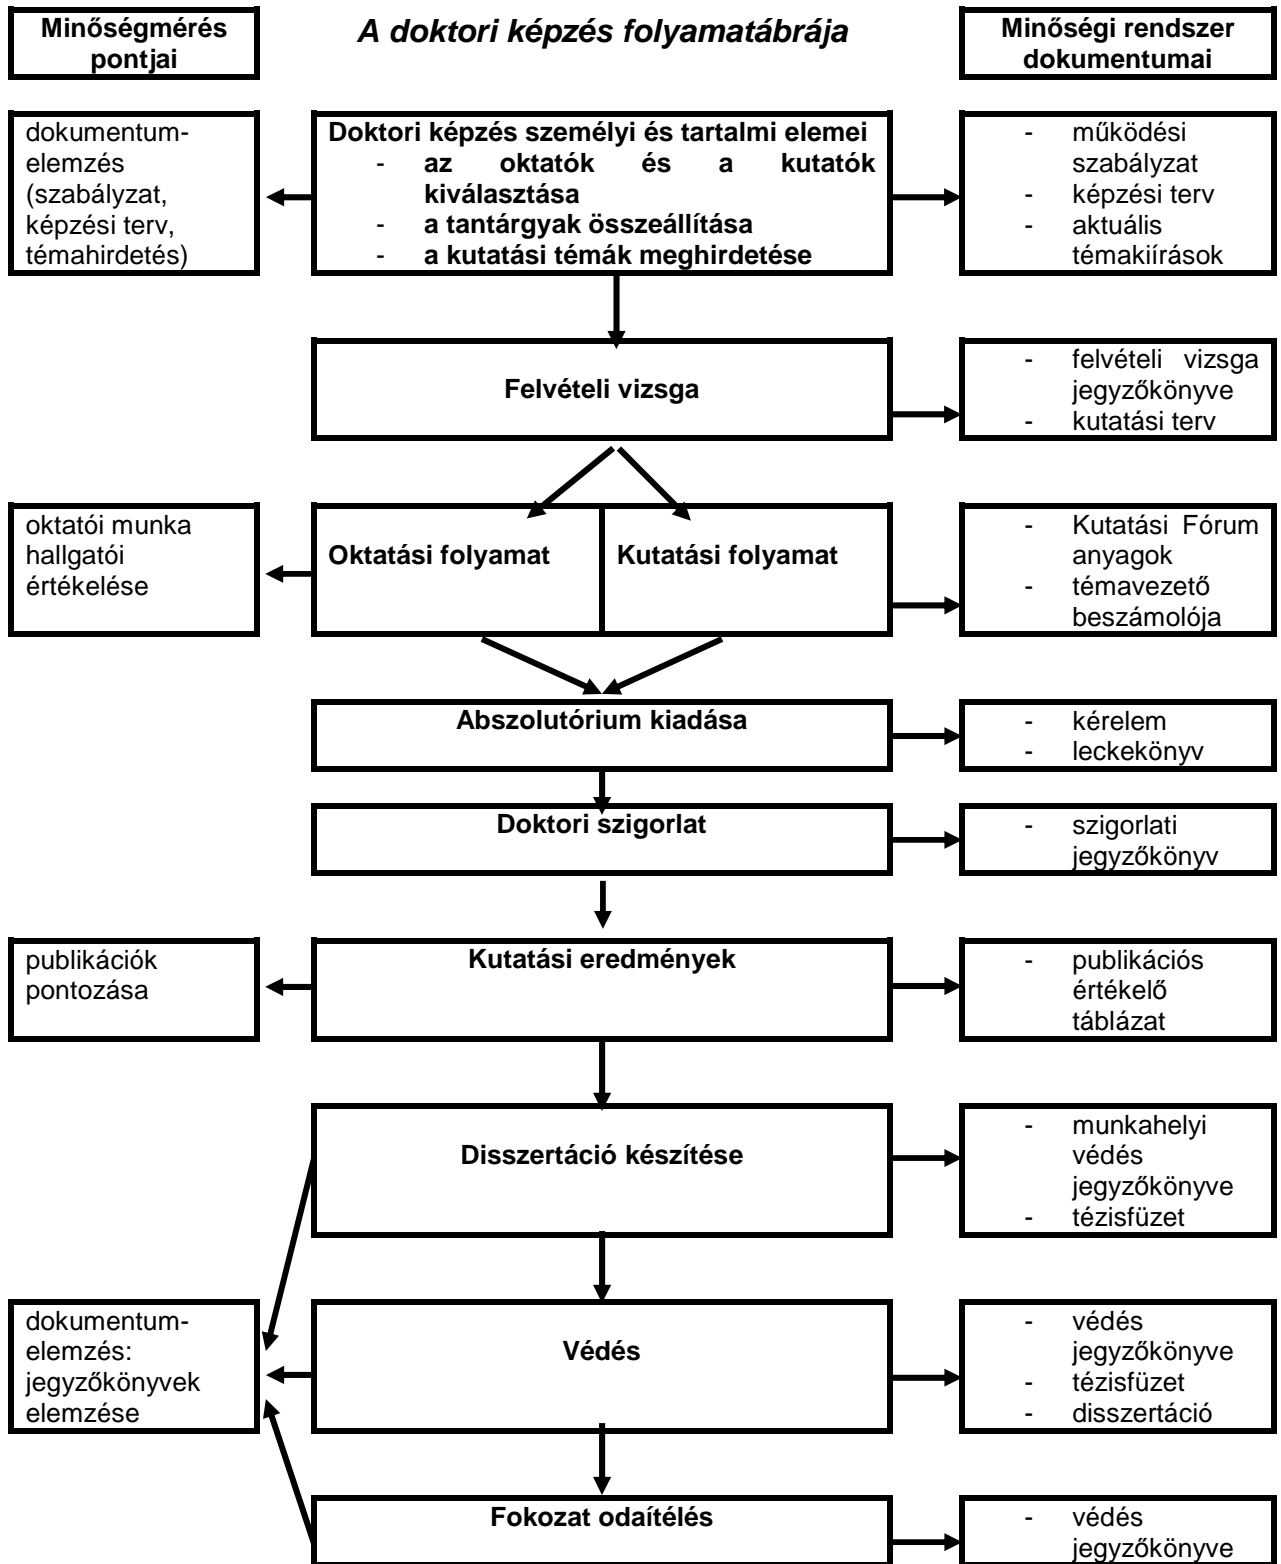 Minőségmérés
pontjai
A doktori képzés folyamatábrája
Minőségi rendszer
dokumentumai
dokumentum-
elemzés
(szabályzat,
képzési terv,
témahirdetés)
Doktori képzés személyi és tartalmi elemei
- az oktatók és a kutatók
kiválasztása
- a tantárgyak összeállítása
- a kutatási témák meghirdetése
- működési
szabályzat
- képzési terv
- aktuális
témakiírások
Felvételi vizsga
- felvételi vizsga
jegyzőkönyve
- kutatási terv
oktatói munka
hallgatói
értékelése
Oktatási folyamat
Kutatási folyamat
- Kutatási Fórum
anyagok
- témavezető
beszámolója
Abszolutórium kiadása
- kérelem
- leckekönyv
Doktori szigorlat
- szigorlati
jegyzőkönyv
publikációk
pontozása
Kutatási eredmények
- publikációs
értékelő
táblázat
Disszertáció készítése
- munkahelyi
védés
jegyzőkönyve
- tézisfüzet
dokumentum-
elemzés:
jegyzőkönyvek
elemzése
Védés
- védés
jegyzőkönyve
- tézisfüzet
- disszertáció
Fokozat odaítélés
- védés
jegyzőkönyve